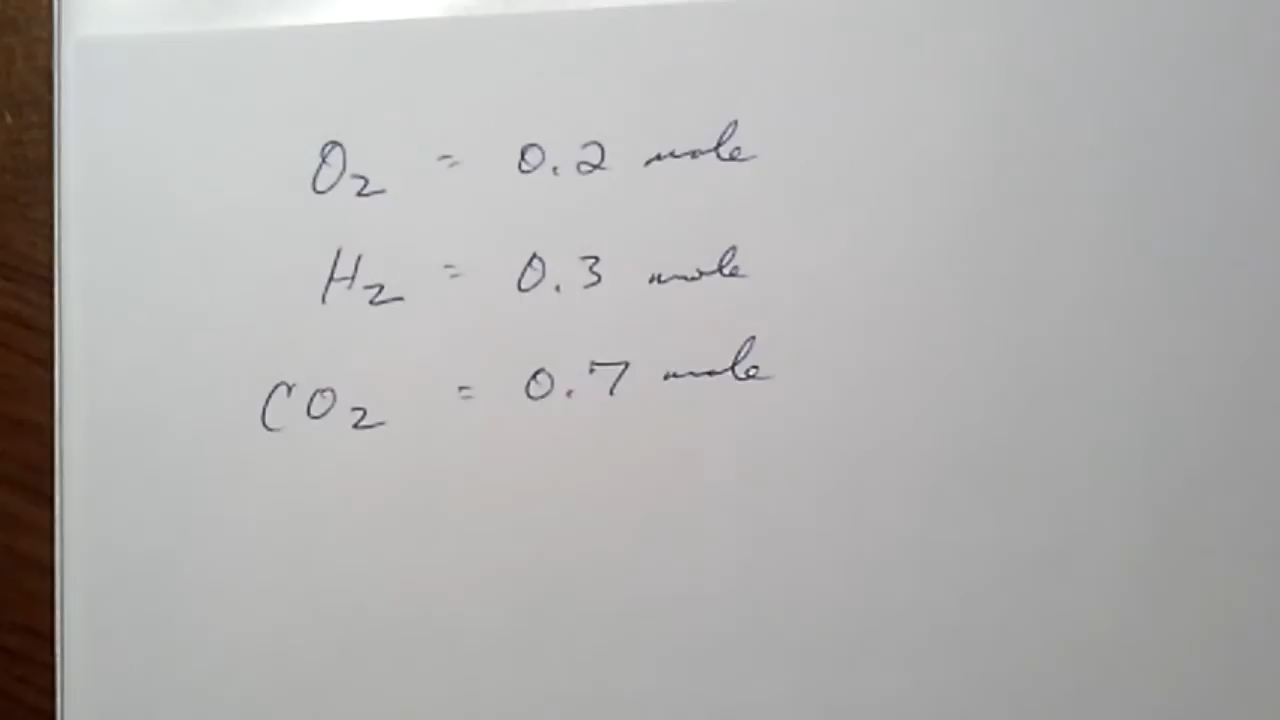 O₂ = 0.2 mole
H₂ = 0.3 mole
CO₂ = 0.7 mole